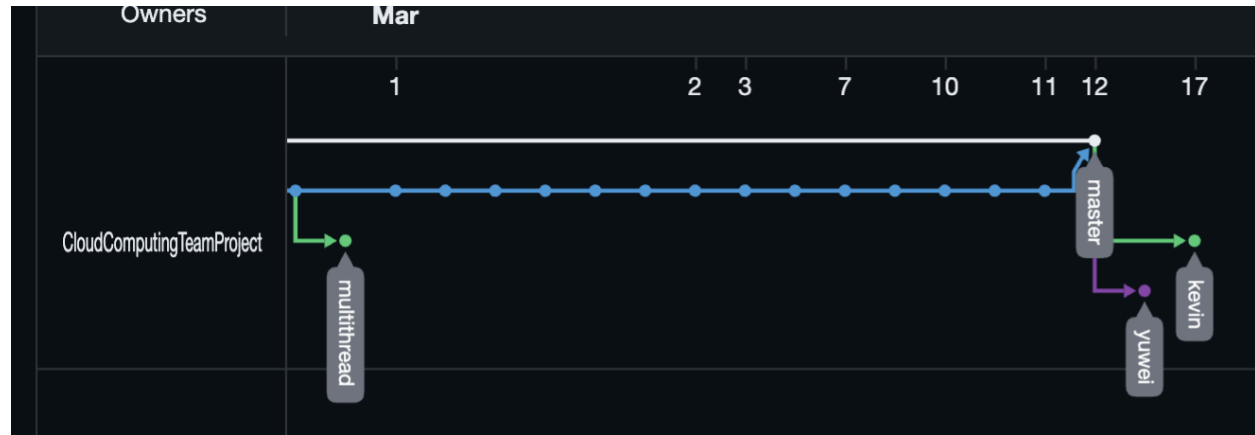 Owners Mar
1 2 3 7 10 11 12 17
CloudComputingTeamProject
master
multithread
kevin
yuwei